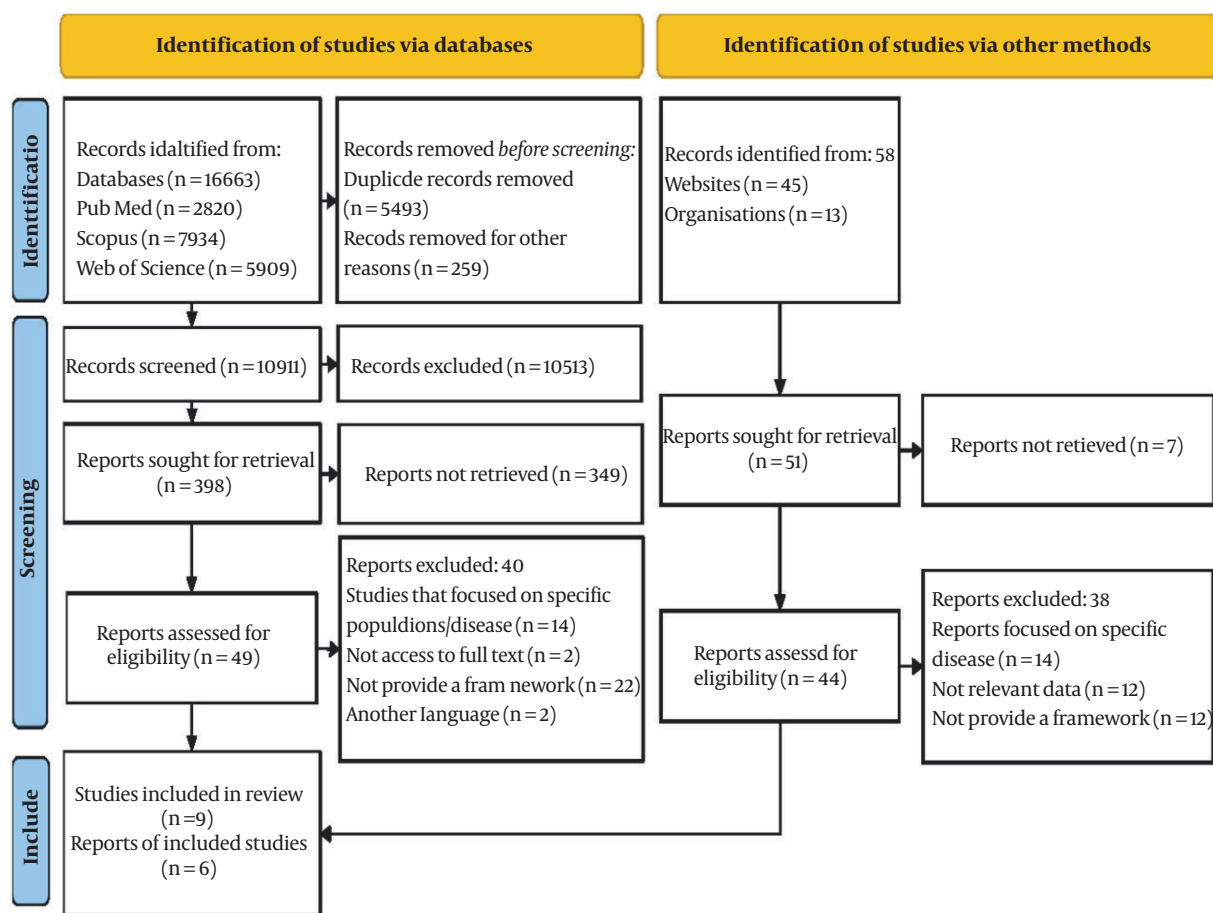 Identification of studies via databases
Identification of studies via other methods
Identtificatio
Records idaltified from:
Databases (n = 16663)
Pub Med (n = 2820)
Scopus (n = 7934)
Web of Science (n = 5909)
Records removed before screening:
Duplicde records removed
(n = 5493)
Recods removed for other
reasons (n = 259)
Records identified from: 58
Websites (n = 45)
Organisations (n = 13)
Screening
Records screened (n = 10911)
Records excluded (n = 10513)
Reports sought for retrieval
(n = 398)
Reports not retrieved (n = 349)
Reports sought for retrieval
(n = 51)
Reports not retieved (n = 7)
Reports assessed for
eligibility (n = 49)
Reports excluded: 40
Studies that focused on specific
populdions/disease (n = 14)
Not access to full text (n = 2)
Not provide a fram nework (n = 22)
Another language (n = 2)
Reports assessd for
eligibility (n = 44)
Reports excluded: 38
Reports focused on specific
disease (n = 14)
Not relevant data (n = 12)
Not provide a framework (n = 12)
Include
Studies included in review
(n =9)
Reports of included studies
(n = 6)